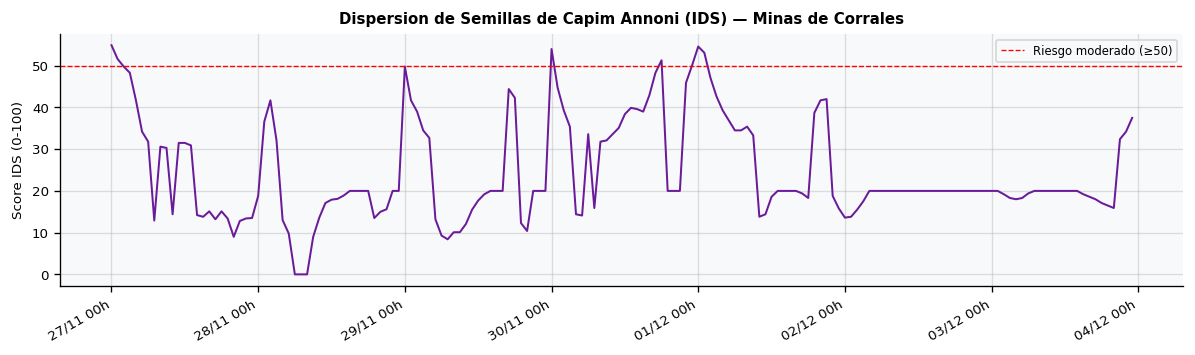 Dispersion de Semillas de Capim Annoni (IDS) — Minas de Corrales
Riesgo moderado (≥50)
Score IDS (0-100)
50
40
30
20
10
0
27/11 00h
28/11 00h
29/11 00h
30/11 00h
01/12 00h
02/12 00h
03/12 00h
04/12 00h